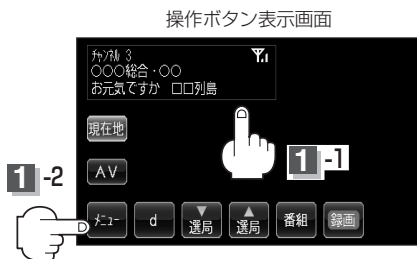 操作ボタン表示画面
ﾁｬﾝﾈﾙ 3
○○○総合・○○
お元気ですか □□列島
現在地
1-1
1-2
AV
ﾒﾆｭｰ d ▼選局 ▲選局 番組 録画